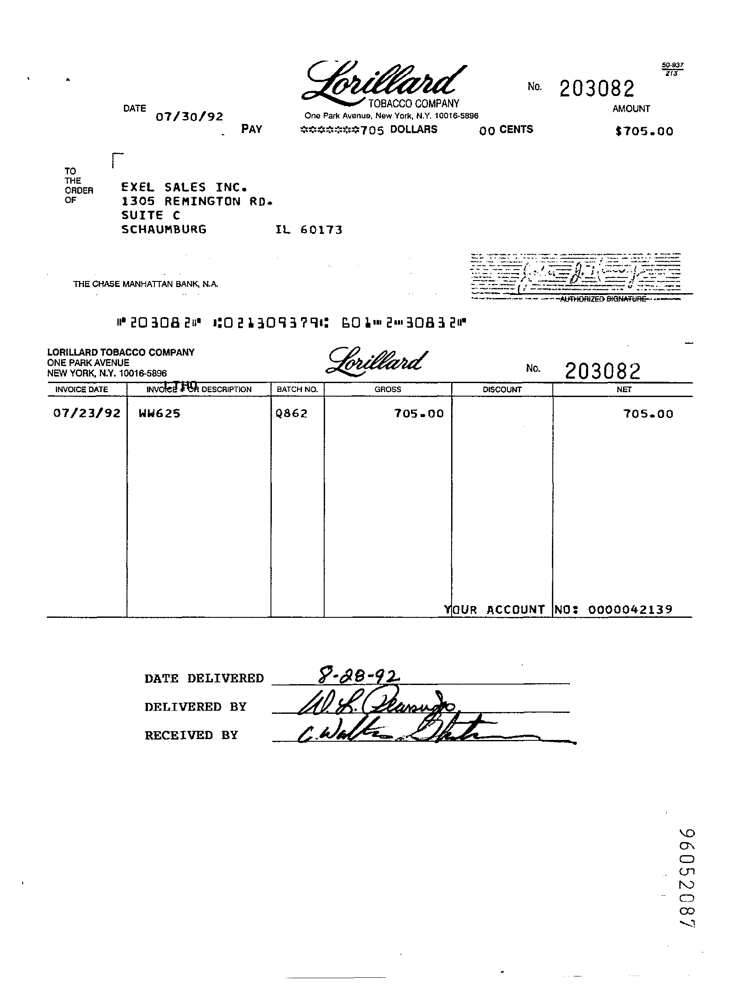 50-937
213
Lorillard
TOBACCO COMPANY
One Park Avenue, New York, N.Y. 10016-5896
No. 203082
DATE 07/30/92
AMOUNT
PAY *******705 DOLLARS 00 CENTS $705.00
TO
THE
ORDER
OF
EXEL SALES INC.
1305 REMINGTON RD.
SUITE C
SCHAUMBURG IL 60173
THE CHASE MANHATTAN BANK, N.A.
AUTHORIZED SIGNATURE
⑈203082⑈ ⑆021309379⑆ 601⑉2⑉30832⑈
LORILLARD TOBACCO COMPANY
ONE PARK AVENUE
NEW YORK, N.Y. 10016-5896
Lorillard
No. 203082
INVOICE DATE INVOICE NO. DESCRIPTION BATCH NO. GROSS DISCOUNT NET
07/23/92 WW625 Q862 705.00 705.00
YOUR ACCOUNT NO: 0000042139
DATE DELIVERED 8-28-92
DELIVERED BY W.L.
RECEIVED BY C. Walter
96052087